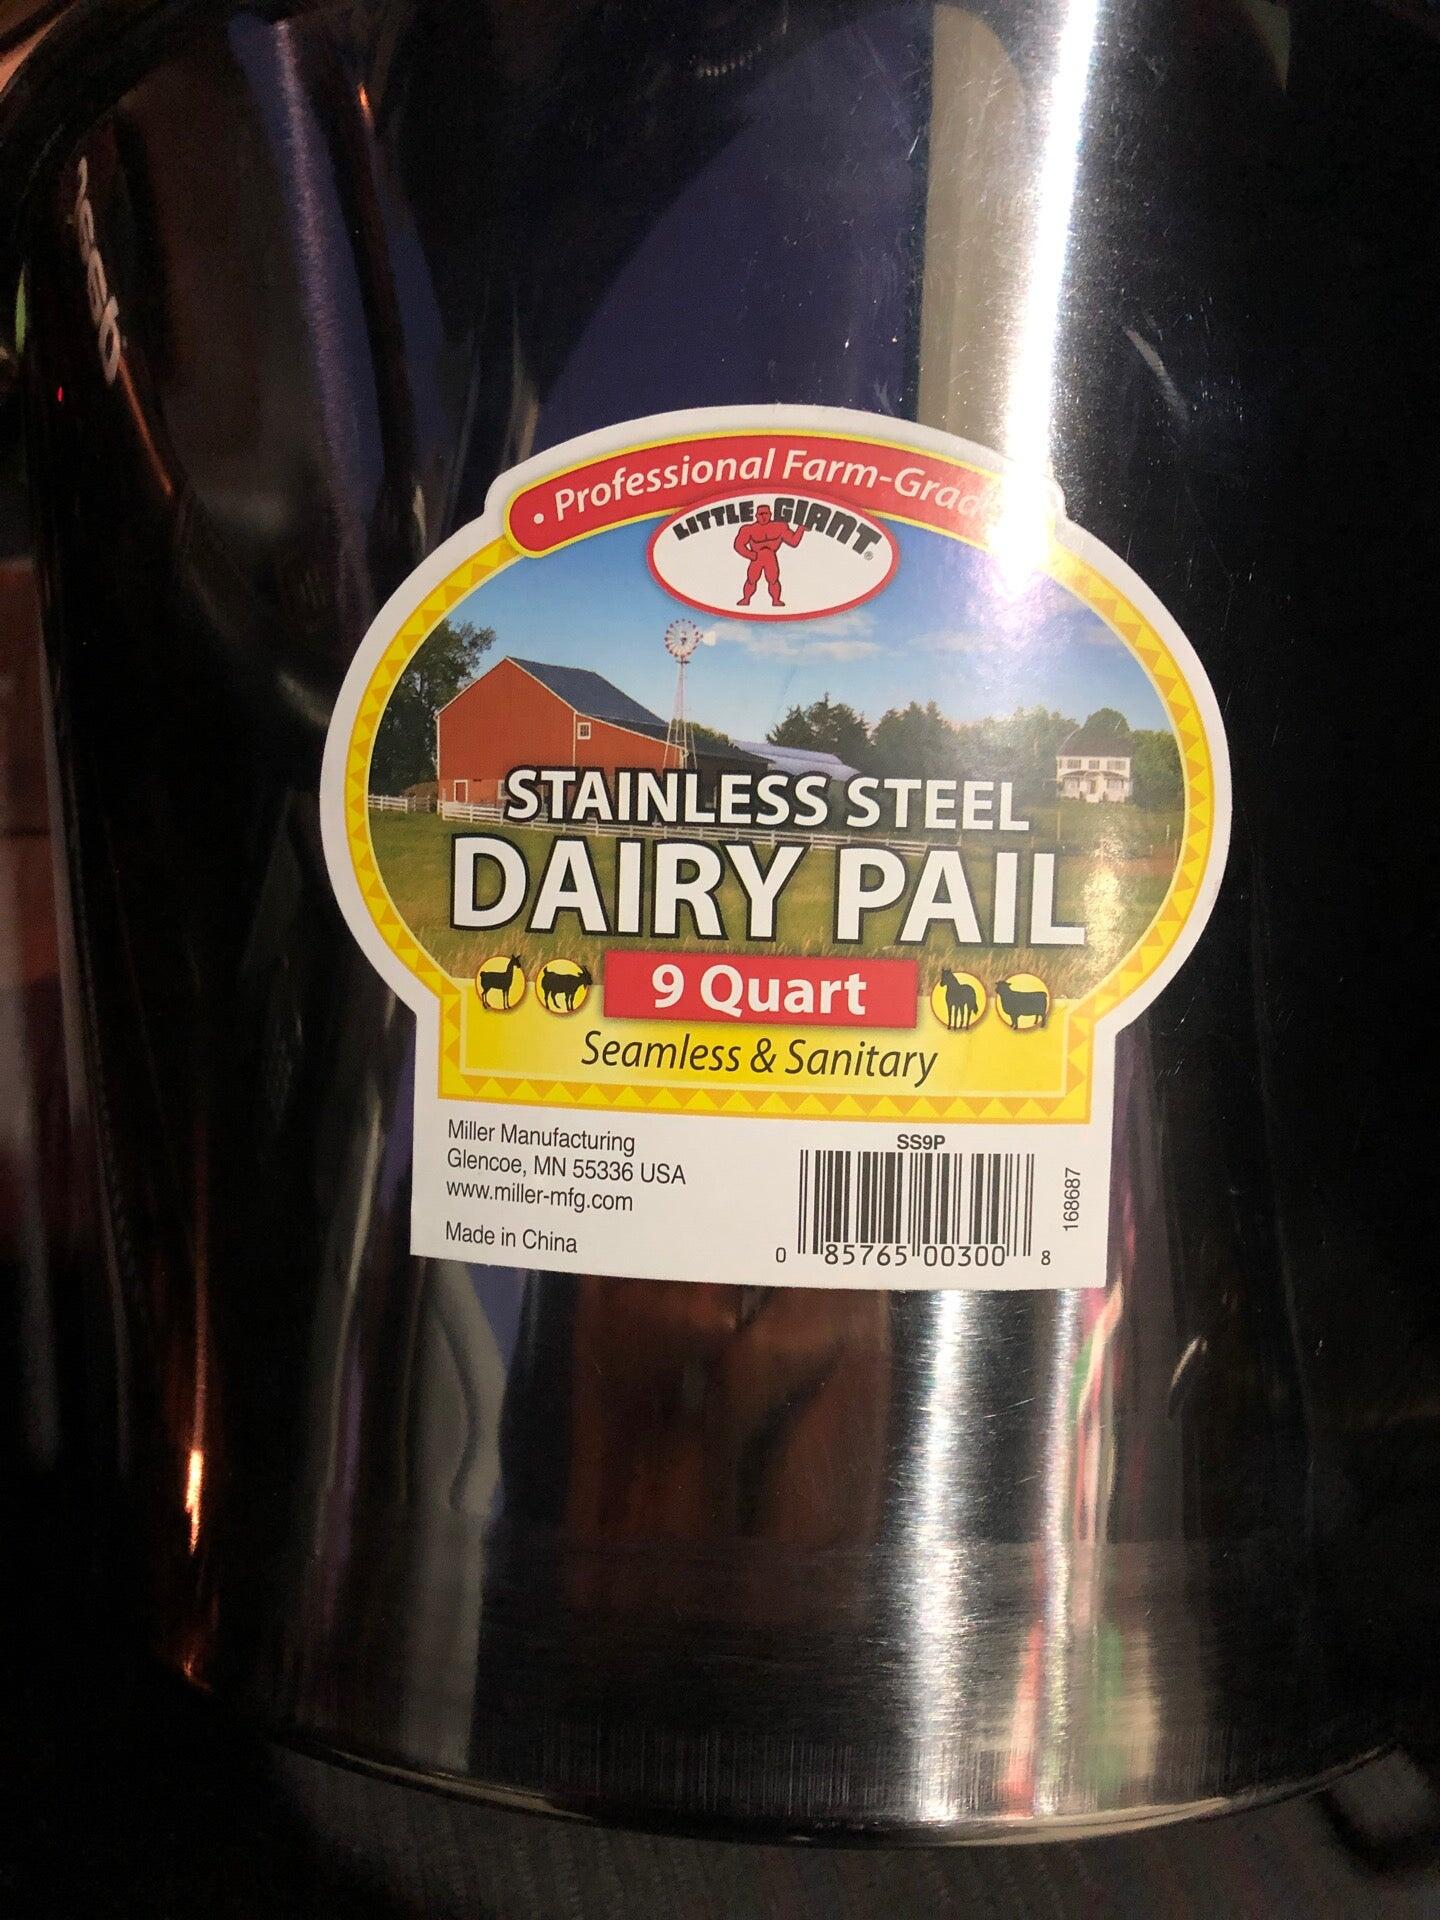 • Professional Farm-Grade
LITTLE GIANT®
STAINLESS STEEL
DAIRY PAIL
9 Quart
Seamless & Sanitary
Miller Manufacturing
Glencoe, MN 55336 USA
www.miller-mfg.com
Made in China
SS9P
0 85765 00300 8
168687